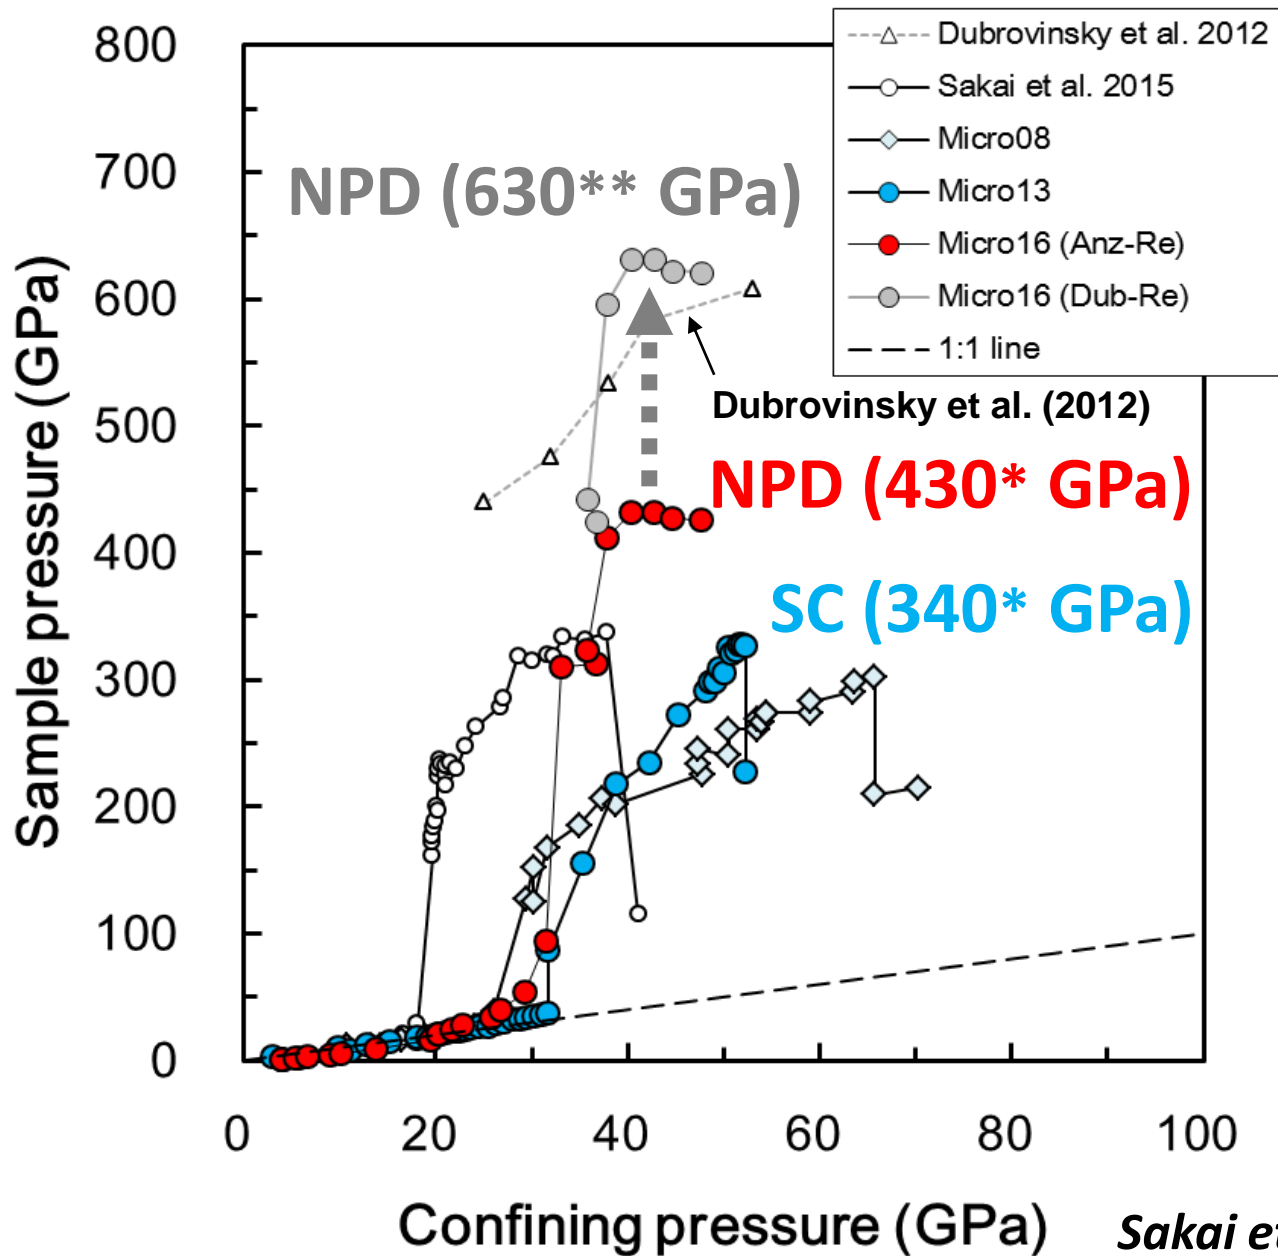 Dubrovinsky et al. 2012
Sakai et al. 2015
Micro08
Micro13
Micro16 (Anz-Re)
Micro16 (Dub-Re)
1:1 line
NPD (630** GPa)
Dubrovinsky et al. (2012)
NPD (430* GPa)
SC (340* GPa)
Sample pressure (GPa)
800
700
600
500
400
300
200
100
0
0 20 40 60 80 100
Confining pressure (GPa)
Sakai et